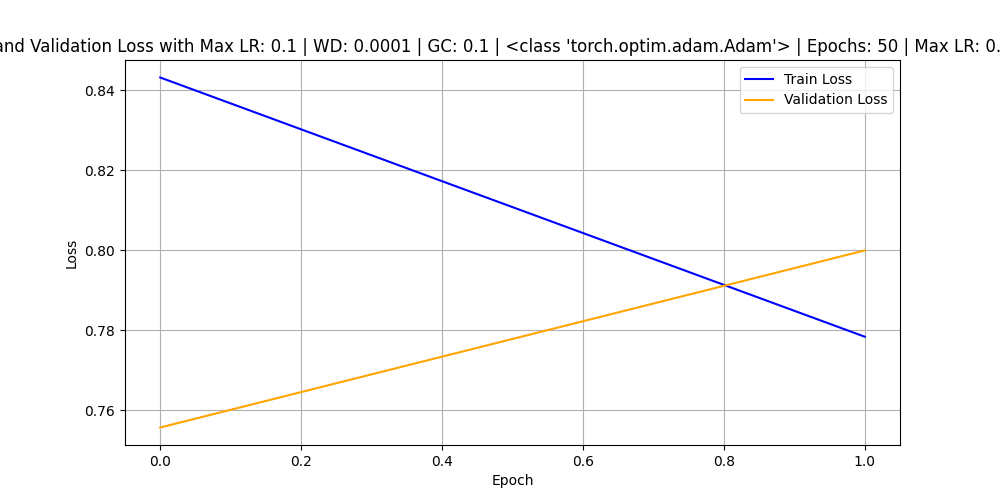 and Validation Loss with Max LR: 0.1 | WD: 0.0001 | GC: 0.1 | <class 'torch.optim.adam.Adam'> | Epochs: 50 | Max LR: 0.
Train Loss
Validation Loss
0.84
0.82
0.80
0.78
0.76
Loss
0.0 0.2 0.4 0.6 0.8 1.0
Epoch